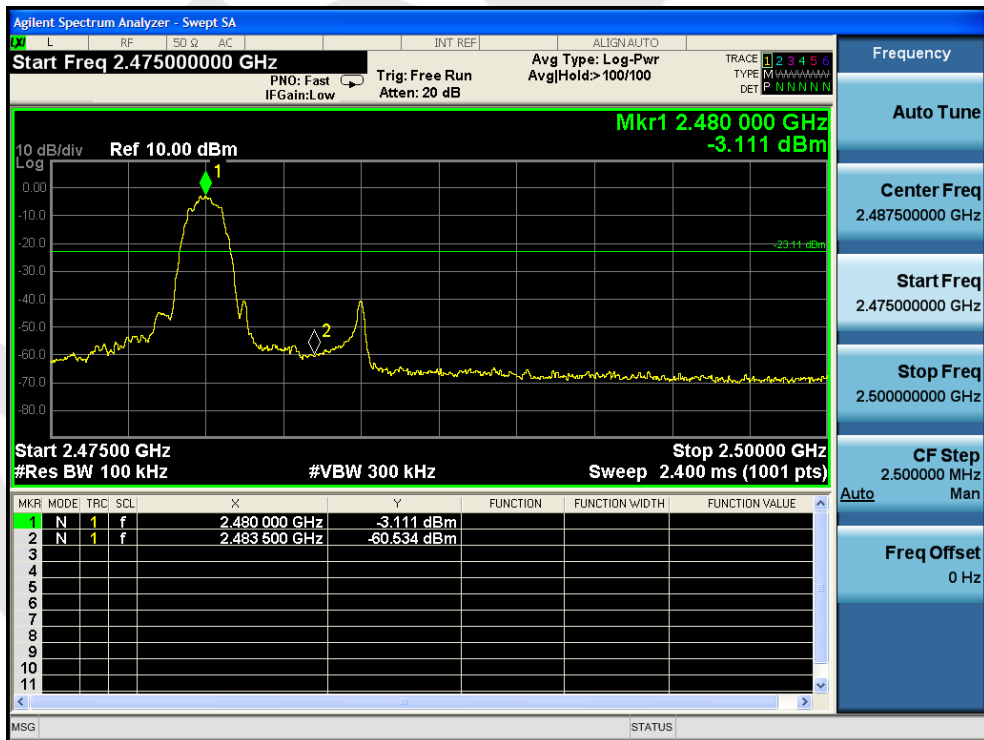 Agilent Spectrum Analyzer - Swept SA
LXI L RF 50 Ω AC INT REF ALIGNAUTO
Start Freq 2.475000000 GHz
PNO: Fast
IFGain:Low
Trig: Free Run
Atten: 20 dB
Avg Type: Log-Pwr
Avg|Hold:>100/100
TRACE 1 2 3 4 5 6
TYPE M
DET P N N N N N
Mkr1 2.480 000 GHz
-3.111 dBm
10 dB/div Ref 10.00 dBm
Log
1
0.00
-10.0
-20.0
-23.11 dBm
-30.0
-40.0
-50.0
2
-60.0
-70.0
-80.0
Start 2.47500 GHz Stop 2.50000 GHz
#Res BW 100 kHz #VBW 300 kHz Sweep 2.400 ms (1001 pts)
MKR MODE TRC SCL X Y FUNCTION FUNCTION WIDTH FUNCTION VALUE
1 N 1 f 2.480 000 GHz -3.111 dBm
2 N 1 f 2.483 500 GHz -60.534 dBm
3
4
5
6
7
8
9
10
11
MSG STATUS
Frequency
Auto Tune
Center Freq
2.487500000 GHz
Start Freq
2.475000000 GHz
Stop Freq
2.500000000 GHz
CF Step
2.500000 MHz
Auto Man
Freq Offset
0 Hz